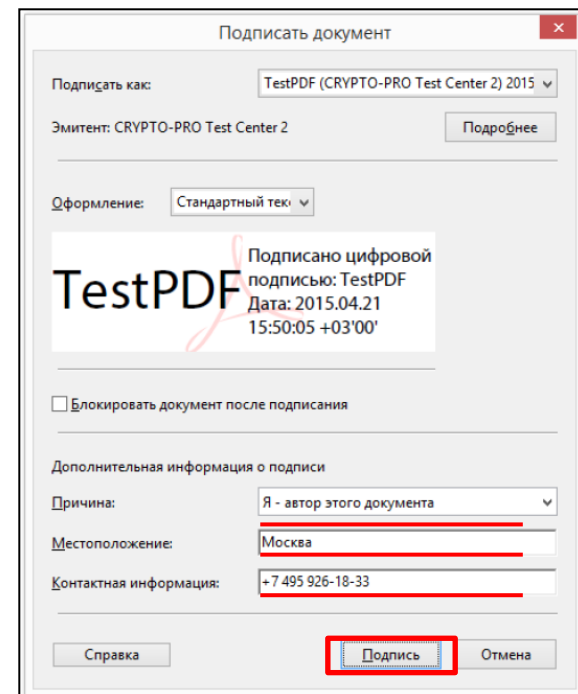 Подписать документ
Подписать как: TestPDF (CRYPTO-PRO Test Center 2) 2015
Эмитент: CRYPTO-PRO Test Center 2 Подробнее
Оформление: Стандартный тек
TestPDF
Подписано цифровой
подписью: TestPDF
Дата: 2015.04.21
15:50:05 +03'00'
Блокировать документ после подписания
Дополнительная информация о подписи
Причина: Я - автор этого документа
Местоположение: Москва
Контактная информация: +7 495 926-18-33
Справка Подпись Отмена